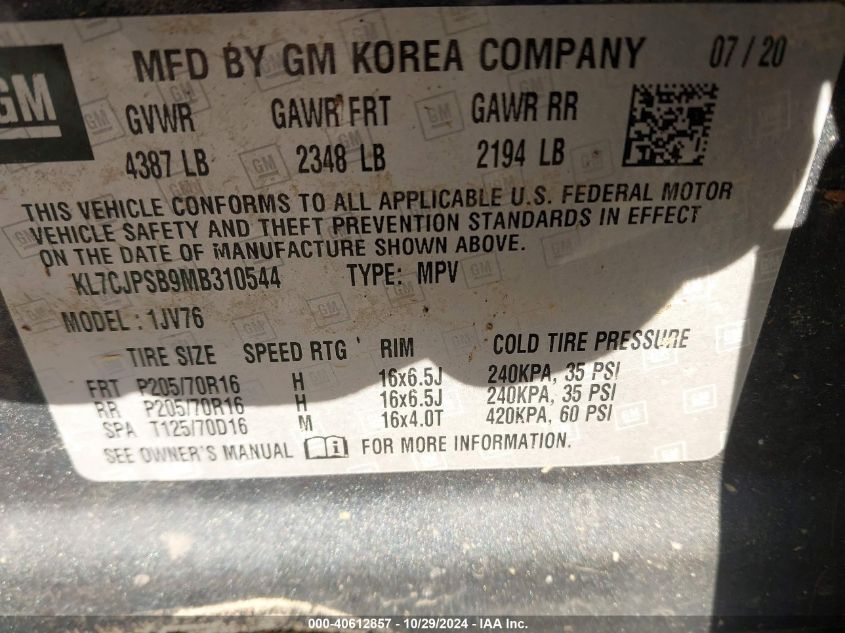 GM
MFD BY GM KOREA COMPANY 07/20
GVWR GAWR FRT GAWR RR
4387 LB 2348 LB 2194 LB
THIS VEHICLE CONFORMS TO ALL APPLICABLE U.S. FEDERAL MOTOR
VEHICLE SAFETY AND THEFT PREVENTION STANDARDS IN EFFECT
ON THE DATE OF MANUFACTURE SHOWN ABOVE.
KL7CJPSB9MB310544 TYPE: MPV
MODEL: 1JV76
TIRE SIZE SPEED RTG RIM COLD TIRE PRESSURE
FRT P205/70R16 H 16x6.5J 240KPA, 35 PSI
RR P205/70R16 H 16x6.5J 240KPA, 35 PSI
SPA T125/70D16 M 16x4.0T 420KPA, 60 PSI
SEE OWNER'S MANUAL FOR MORE INFORMATION.
000-40612857 - 10/29/2024 - IAA Inc.